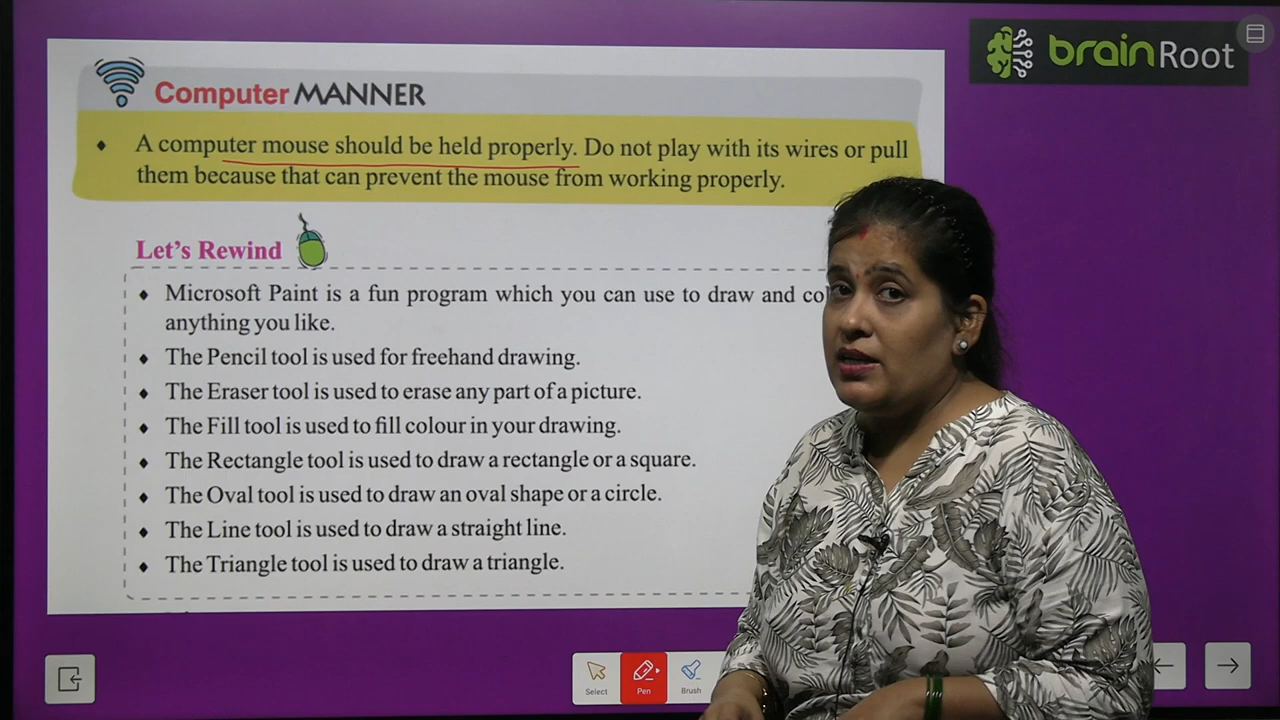 brainRoot
Computer MANNER
A computer mouse should be held properly. Do not play with its wires or pull
them because that can prevent the mouse from working properly.
Let's Rewind
Microsoft Paint is a fun program which you can use to draw and
anything you like.
The Pencil tool is used for freehand drawing.
The Eraser tool is used to erase any part of a picture.
The Fill tool is used to fill colour in your drawing.
The Rectangle tool is used to draw a rectangle or a square.
The Oval tool is used to draw an oval shape or a circle.
The Line tool is used to draw a straight line.
The Triangle tool is used to draw a triangle.
Select Pen Brush